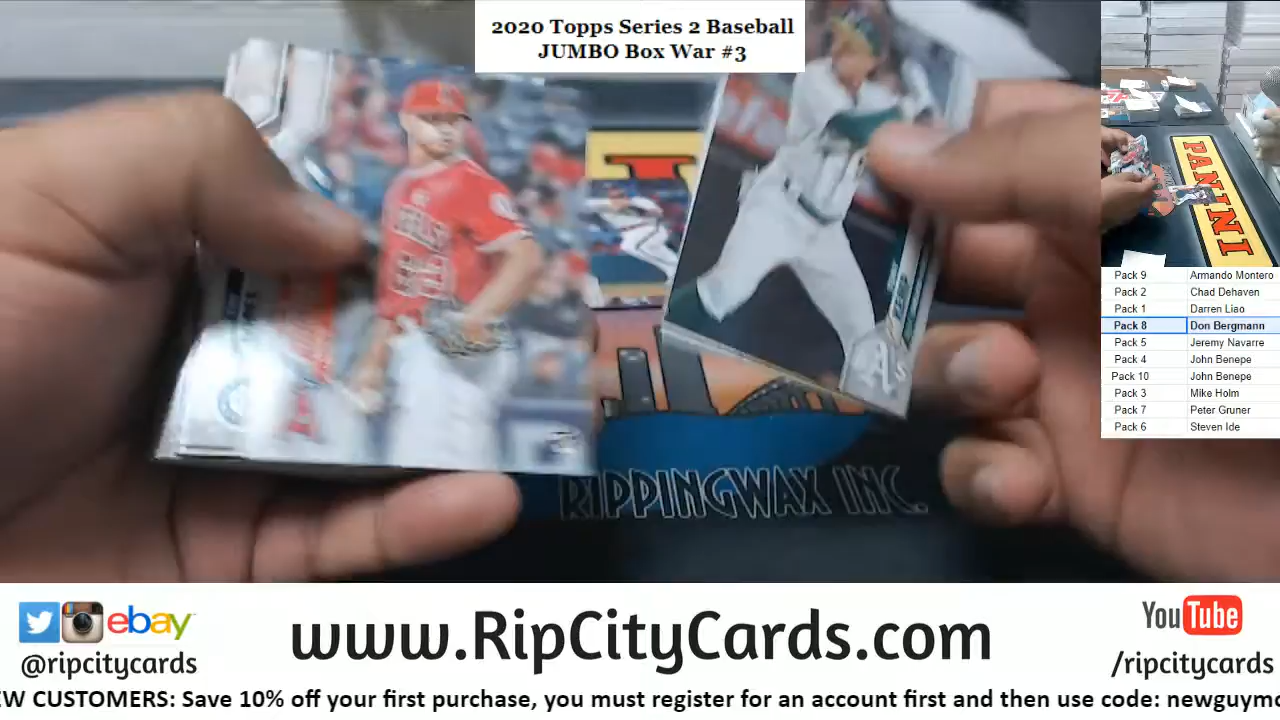 2020 Topps Series 2 Baseball
JUMBO Box War #3
PANINI
Pack 9 Armando Montero
Pack 2 Chad Dehaven
Pack 1 Darren Liao
Pack 8 Don Bergmann
Pack 5 Jeremy Navarre
Pack 4 John Benepe
Pack 10 John Benepe
Pack 3 Mike Holm
Pack 7 Peter Gruner
Pack 6 Steven Ide
A's
RIPPINGWAX INC.
ebay
@ripcitycards
www.RipCityCards.com
YouTube
/ripcitycards
EW CUSTOMERS: Save 10% off your first purchase, you must register for an account first and then use code: newguymo